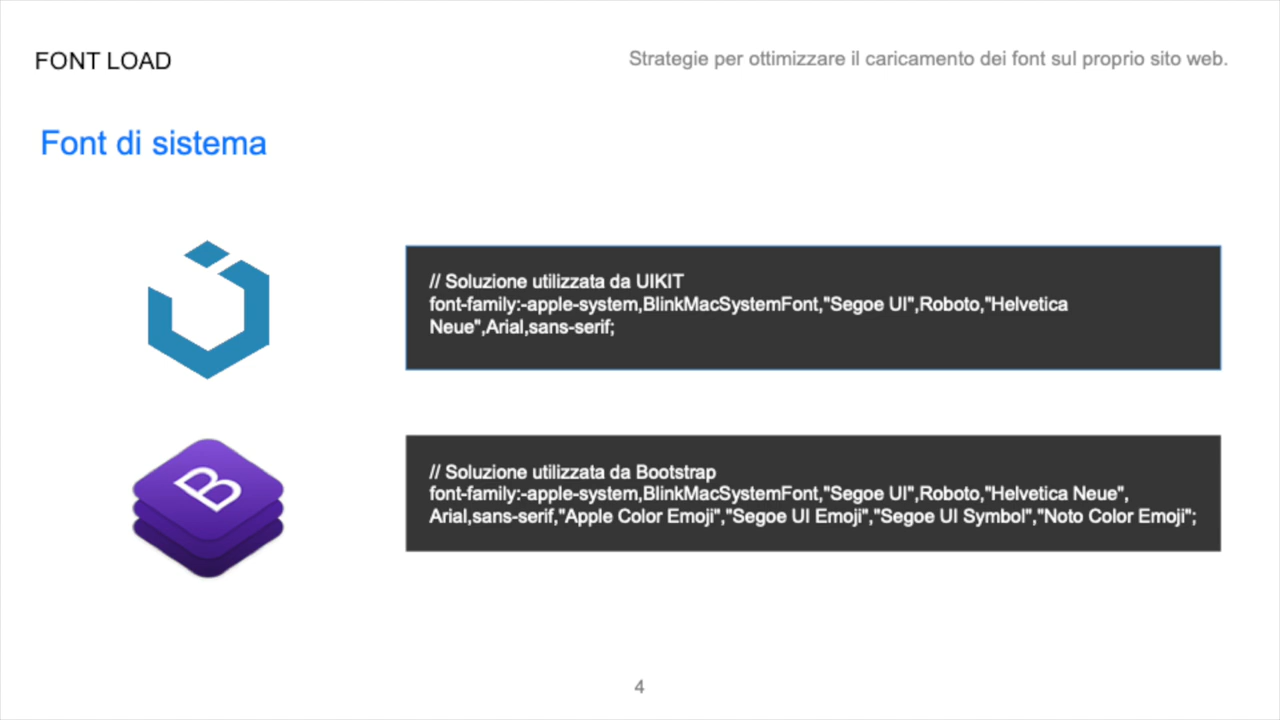 FONT LOAD
Strategie per ottimizzare il caricamento dei font sul proprio sito web.
Font di sistema
// Soluzione utilizzata da UIKIT
font-family:-apple-system,BlinkMacSystemFont,"Segoe UI",Roboto,"Helvetica
Neue",Arial,sans-serif;
B
// Soluzione utilizzata da Bootstrap
font-family:-apple-system,BlinkMacSystemFont,"Segoe UI",Roboto,"Helvetica Neue",
Arial,sans-serif,"Apple Color Emoji","Segoe UI Emoji","Segoe UI Symbol","Noto Color Emoji";
4